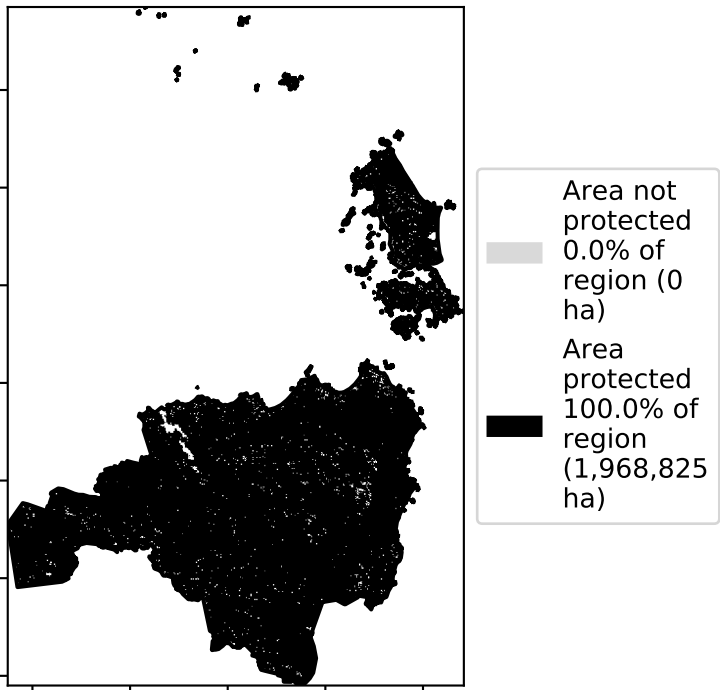 Area not
protected
0.0% of
region (0
ha)
Area
protected
100.0% of
region
(1,968,825
ha)